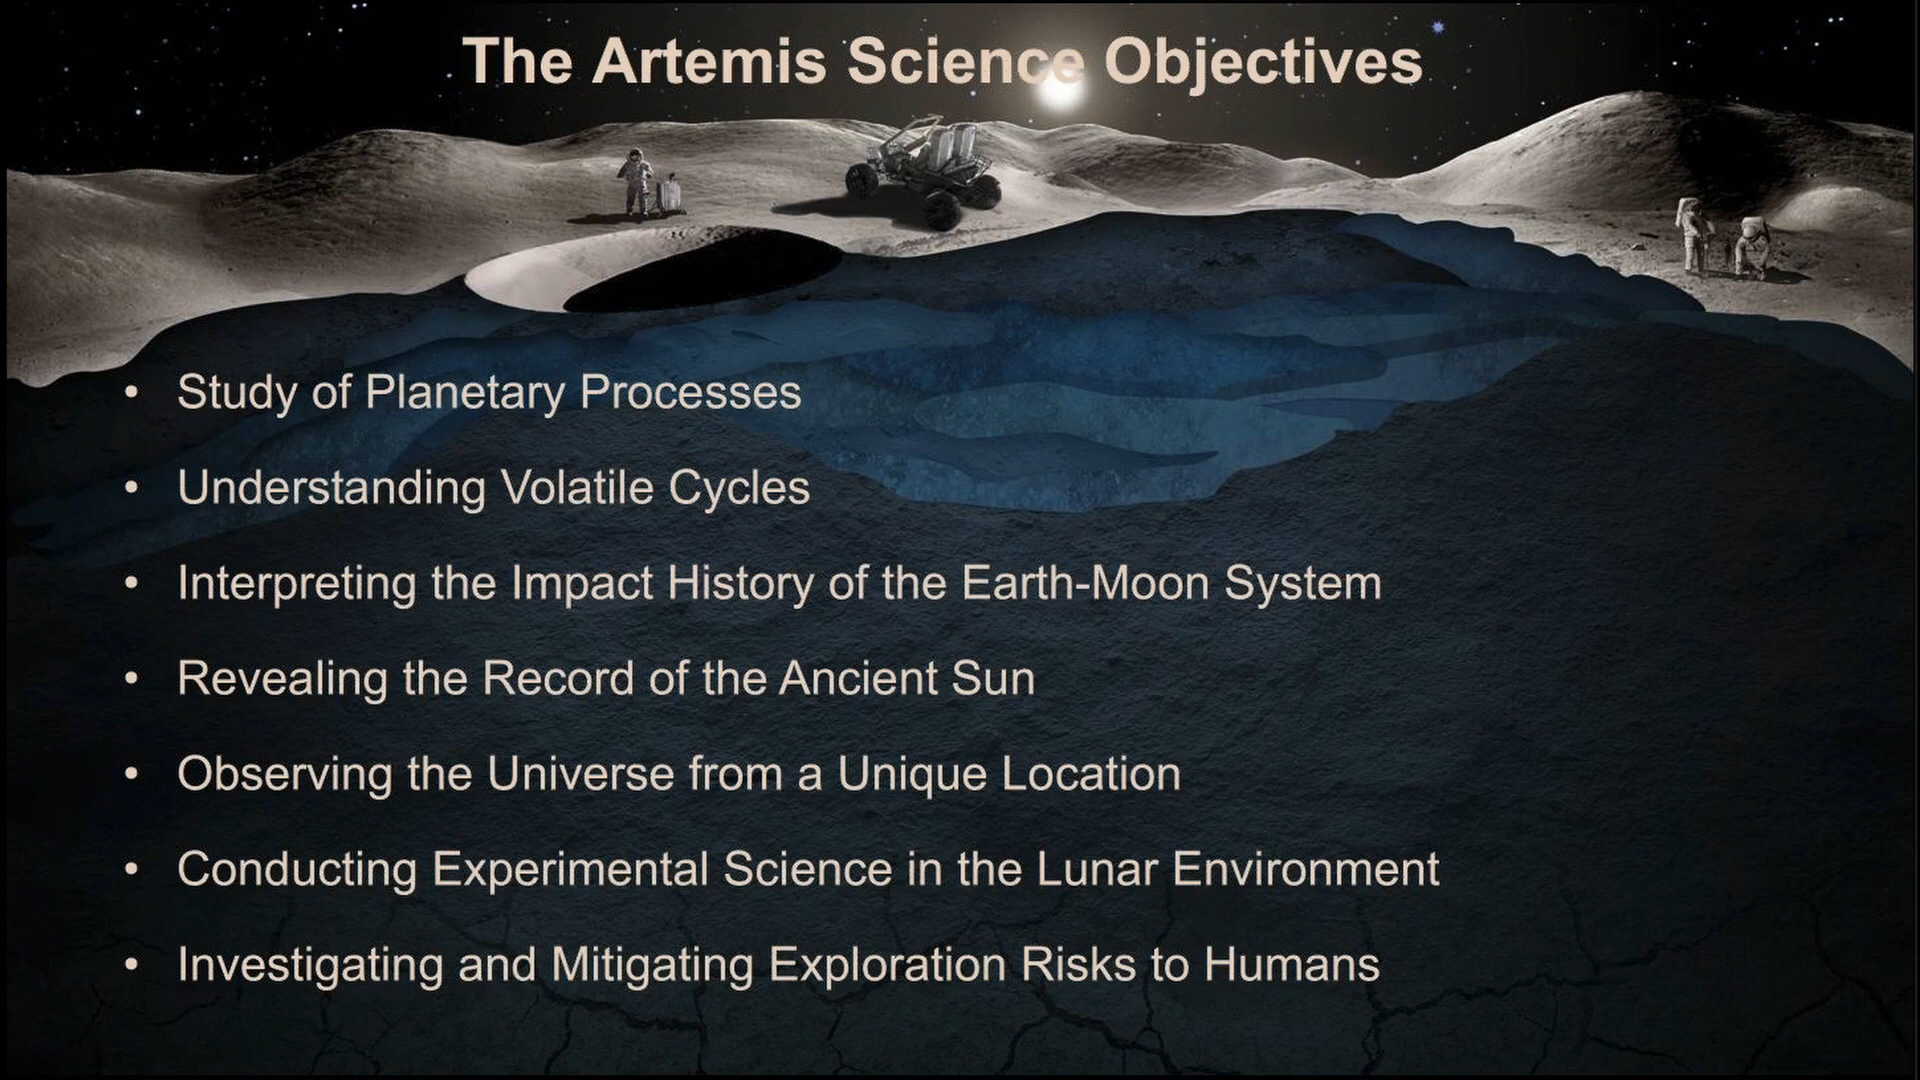 The Artemis Science Objectives
• Study of Planetary Processes
• Understanding Volatile Cycles
• Interpreting the Impact History of the Earth-Moon System
• Revealing the Record of the Ancient Sun
• Observing the Universe from a Unique Location
• Conducting Experimental Science in the Lunar Environment
• Investigating and Mitigating Exploration Risks to Humans